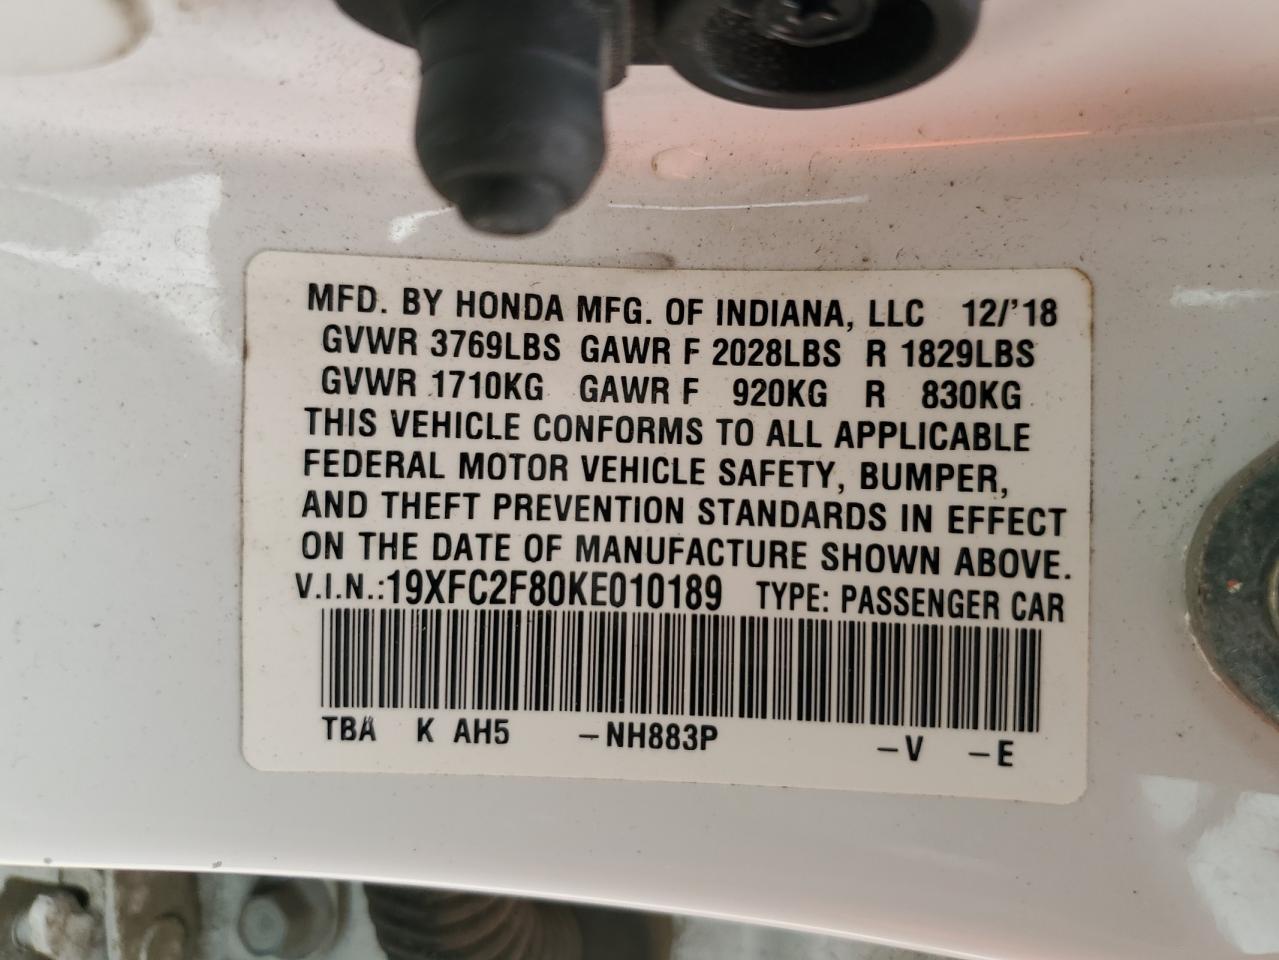 MFD. BY HONDA MFG. OF INDIANA, LLC 12/'18
GVWR 3769LBS GAWR F 2028LBS R 1829LBS
GVWR 1710KG GAWR F 920KG R 830KG
THIS VEHICLE CONFORMS TO ALL APPLICABLE
FEDERAL MOTOR VEHICLE SAFETY, BUMPER,
AND THEFT PREVENTION STANDARDS IN EFFECT
ON THE DATE OF MANUFACTURE SHOWN ABOVE.
V.I.N.:19XFC2F80KE010189 TYPE: PASSENGER CAR
TBA K AH5 –NH883P –V –E